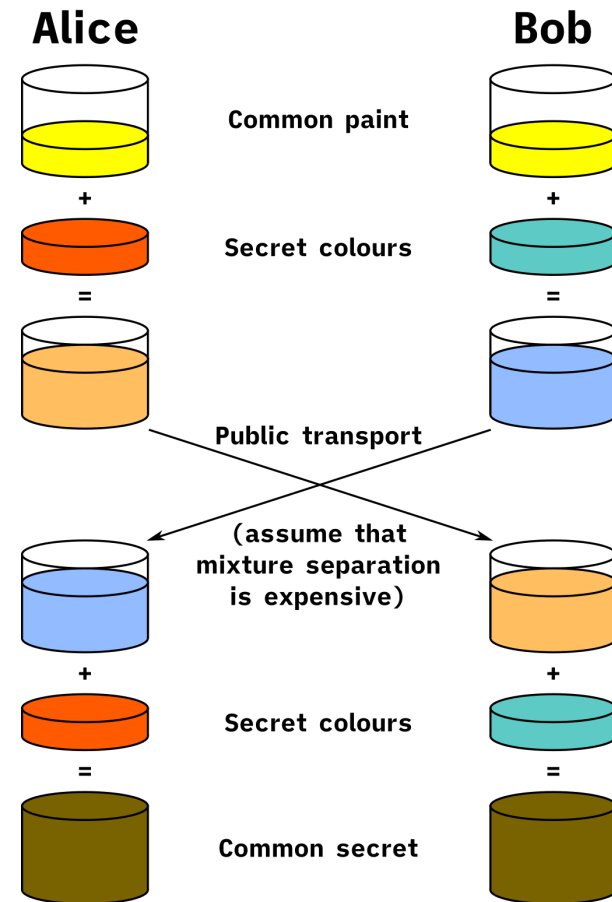 Alice
Bob
Common paint
+
+
Secret colours
=
=
Public transport
(assume that
mixture separation
is expensive)
+
+
Secret colours
=
=
Common secret